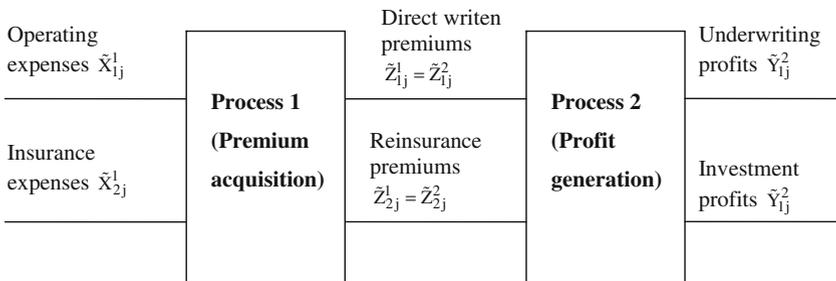 Operating
expenses X̃¹₁ⱼ
Insurance
expenses X̃¹₂ⱼ
Process 1
(Premium
acquisition)
Direct writen
premiums
Z̃¹₁ⱼ = Z̃²₁ⱼ
Reinsurance
premiums
Z̃¹₂ⱼ = Z̃²₂ⱼ
Process 2
(Profit
generation)
Underwriting
profits Ỹ²₁ⱼ
Investment
profits Ỹ²₁ⱼ